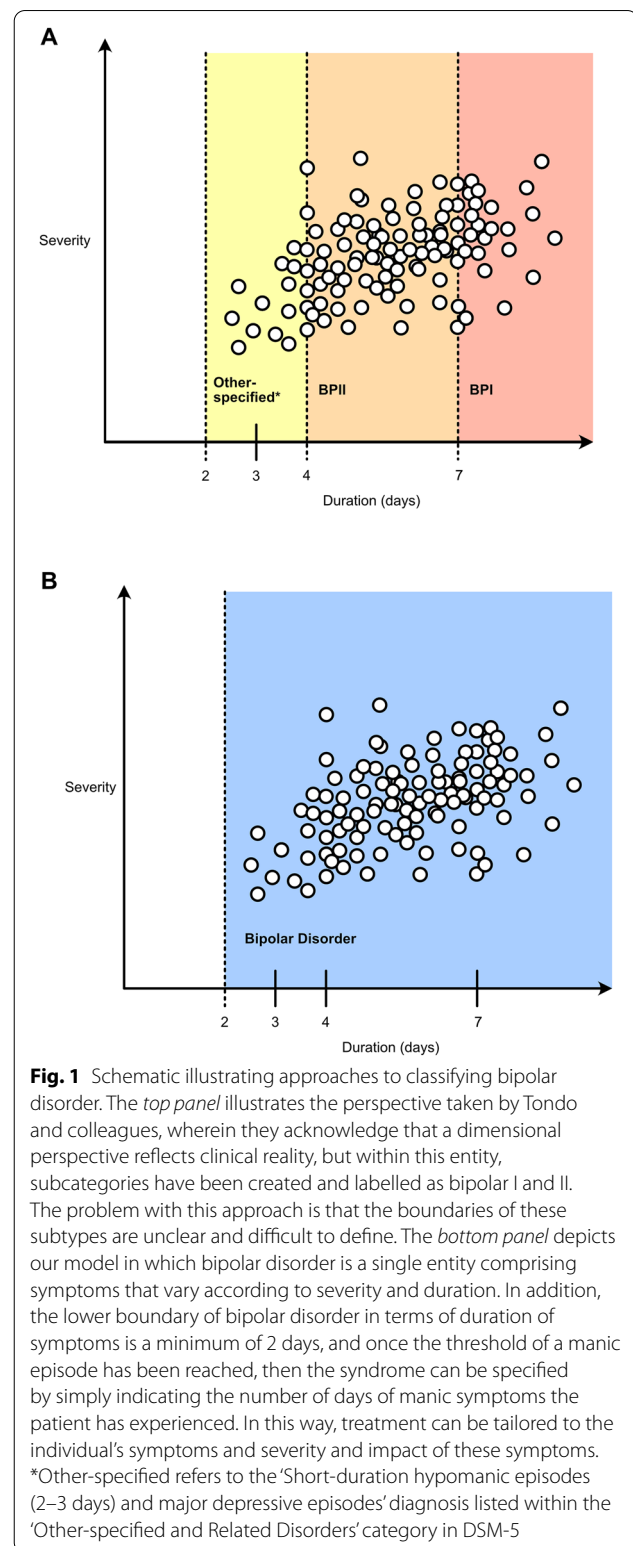 A
Severity
Other-
specified*
BPII
BPI
2
3
4
7
Duration (days)
B
Severity
Bipolar Disorder
2
3
4
7
Duration (days)
Fig. 1 Schematic illustrating approaches to classifying bipolar
disorder. The top panel illustrates the perspective taken by Tondo
and colleagues, wherein they acknowledge that a dimensional
perspective reflects clinical reality, but within this entity,
subcategories have been created and labelled as bipolar I and II.
The problem with this approach is that the boundaries of these
subtypes are unclear and difficult to define. The bottom panel depicts
our model in which bipolar disorder is a single entity comprising
symptoms that vary according to severity and duration. In addition,
the lower boundary of bipolar disorder in terms of duration of
symptoms is a minimum of 2 days, and once the threshold of a manic
episode has been reached, then the syndrome can be specified
by simply indicating the number of days of manic symptoms the
patient has experienced. In this way, treatment can be tailored to the
individual's symptoms and severity and impact of these symptoms.
*Other-specified refers to the 'Short-duration hypomanic episodes
(2–3 days) and major depressive episodes' diagnosis listed within the
'Other-specified and Related Disorders' category in DSM-5